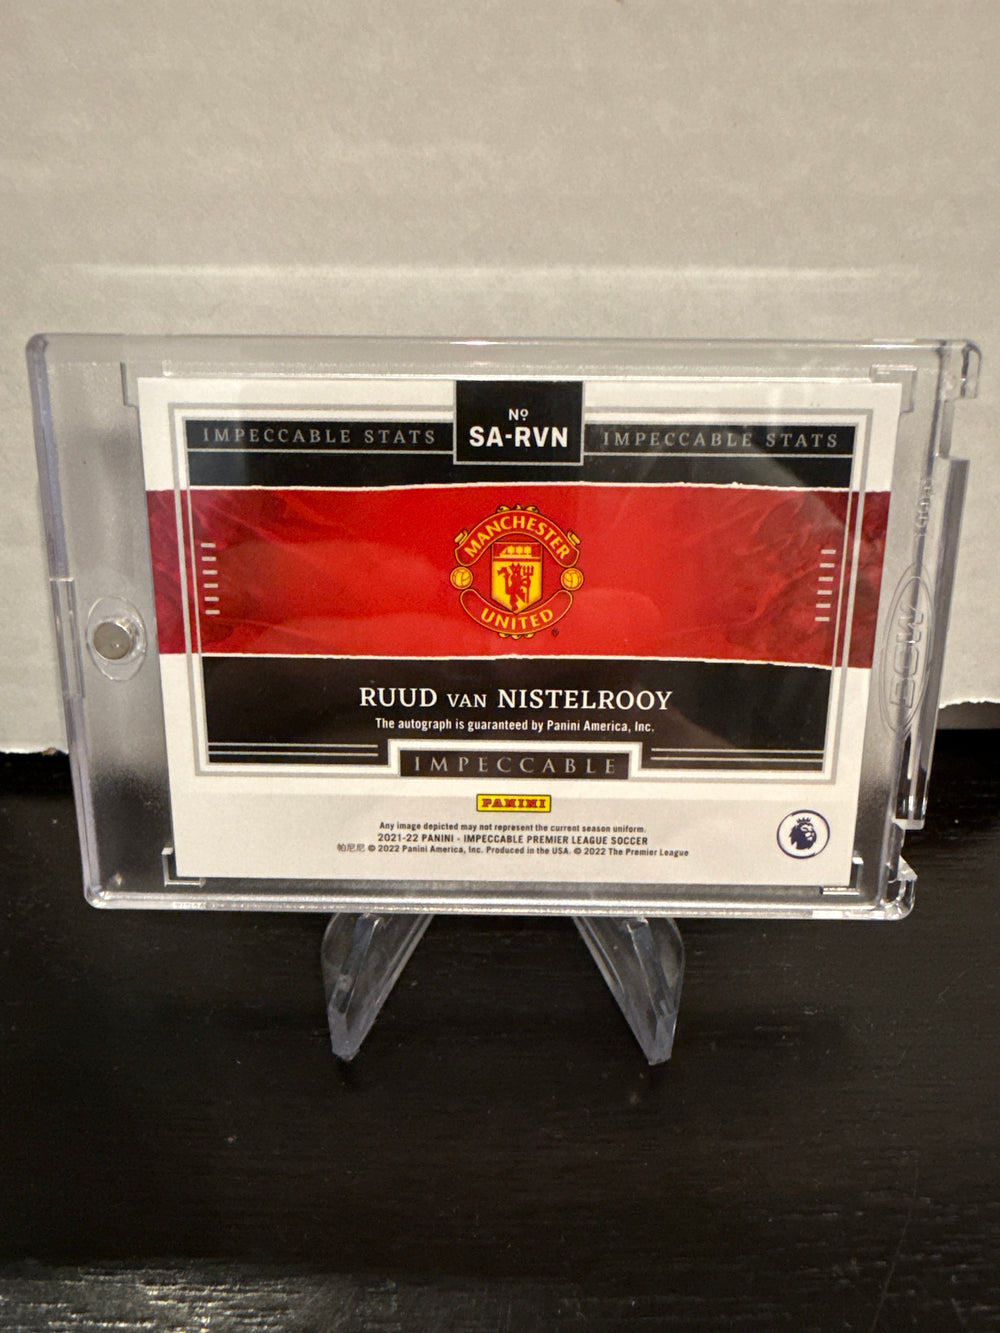 Nº
SA-RVN
IMPECCABLE STATS
IMPECCABLE STATS
MANCHESTER
UNITED
®
RUUD VAN NISTELROOY
The autograph is guaranteed by Panini America, Inc.
IMPECCABLE
PANINI
Any image depicted may not represent the current season uniform.
2021-22 PANINI - IMPECCABLE PREMIER LEAGUE SOCCER
帕尼尼 © 2022 Panini America, Inc. Produced in the USA. © 2022 The Premier League